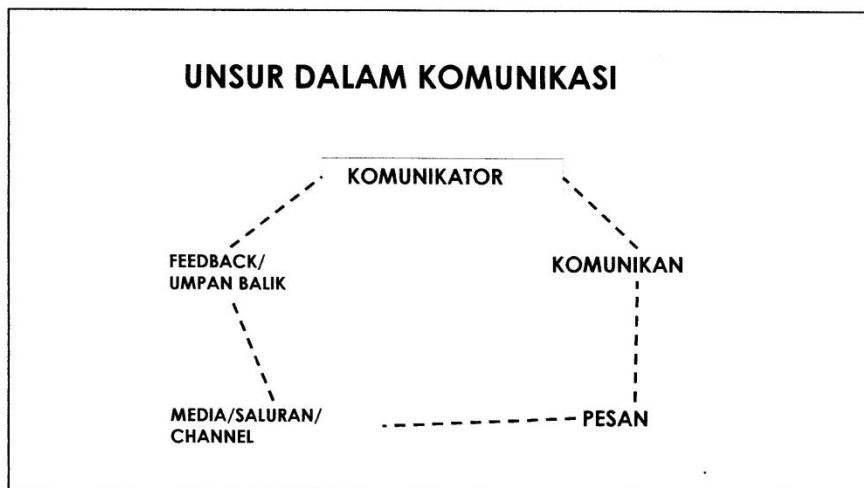 UNSUR DALAM KOMUNIKASI
KOMUNIKATOR
FEEDBACK/
UMPAN BALIK
KOMUNIKAN
MEDIA/SALURAN/
CHANNEL
PESAN